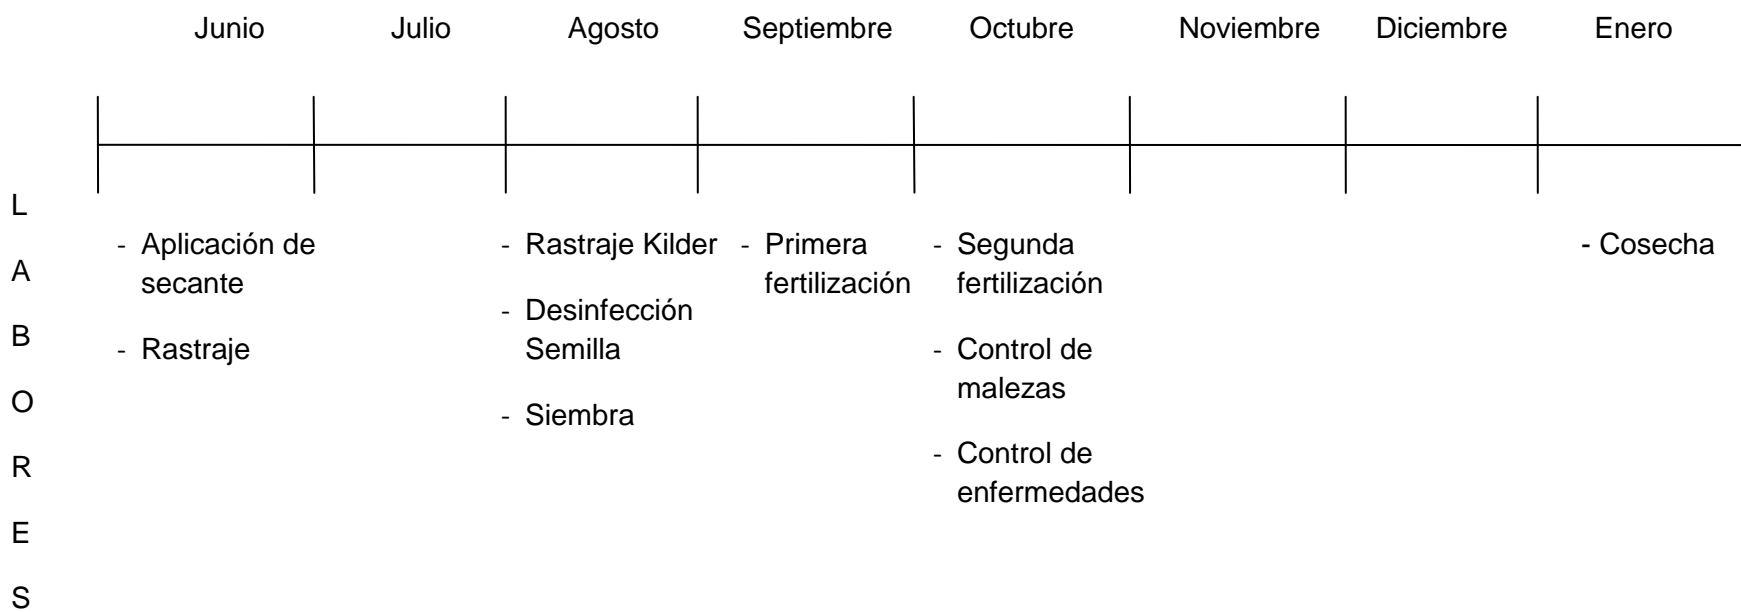 Junio Julio Agosto Septiembre Octubre Noviembre Diciembre Enero
L
A
B
O
R
E
S
- Aplicación de
secante
- Rastraje
- Rastraje Kilder
- Desinfección
Semilla
- Siembra
- Primera
fertilización
- Segunda
fertilización
- Control de
malezas
- Control de
enfermedades
- Cosecha